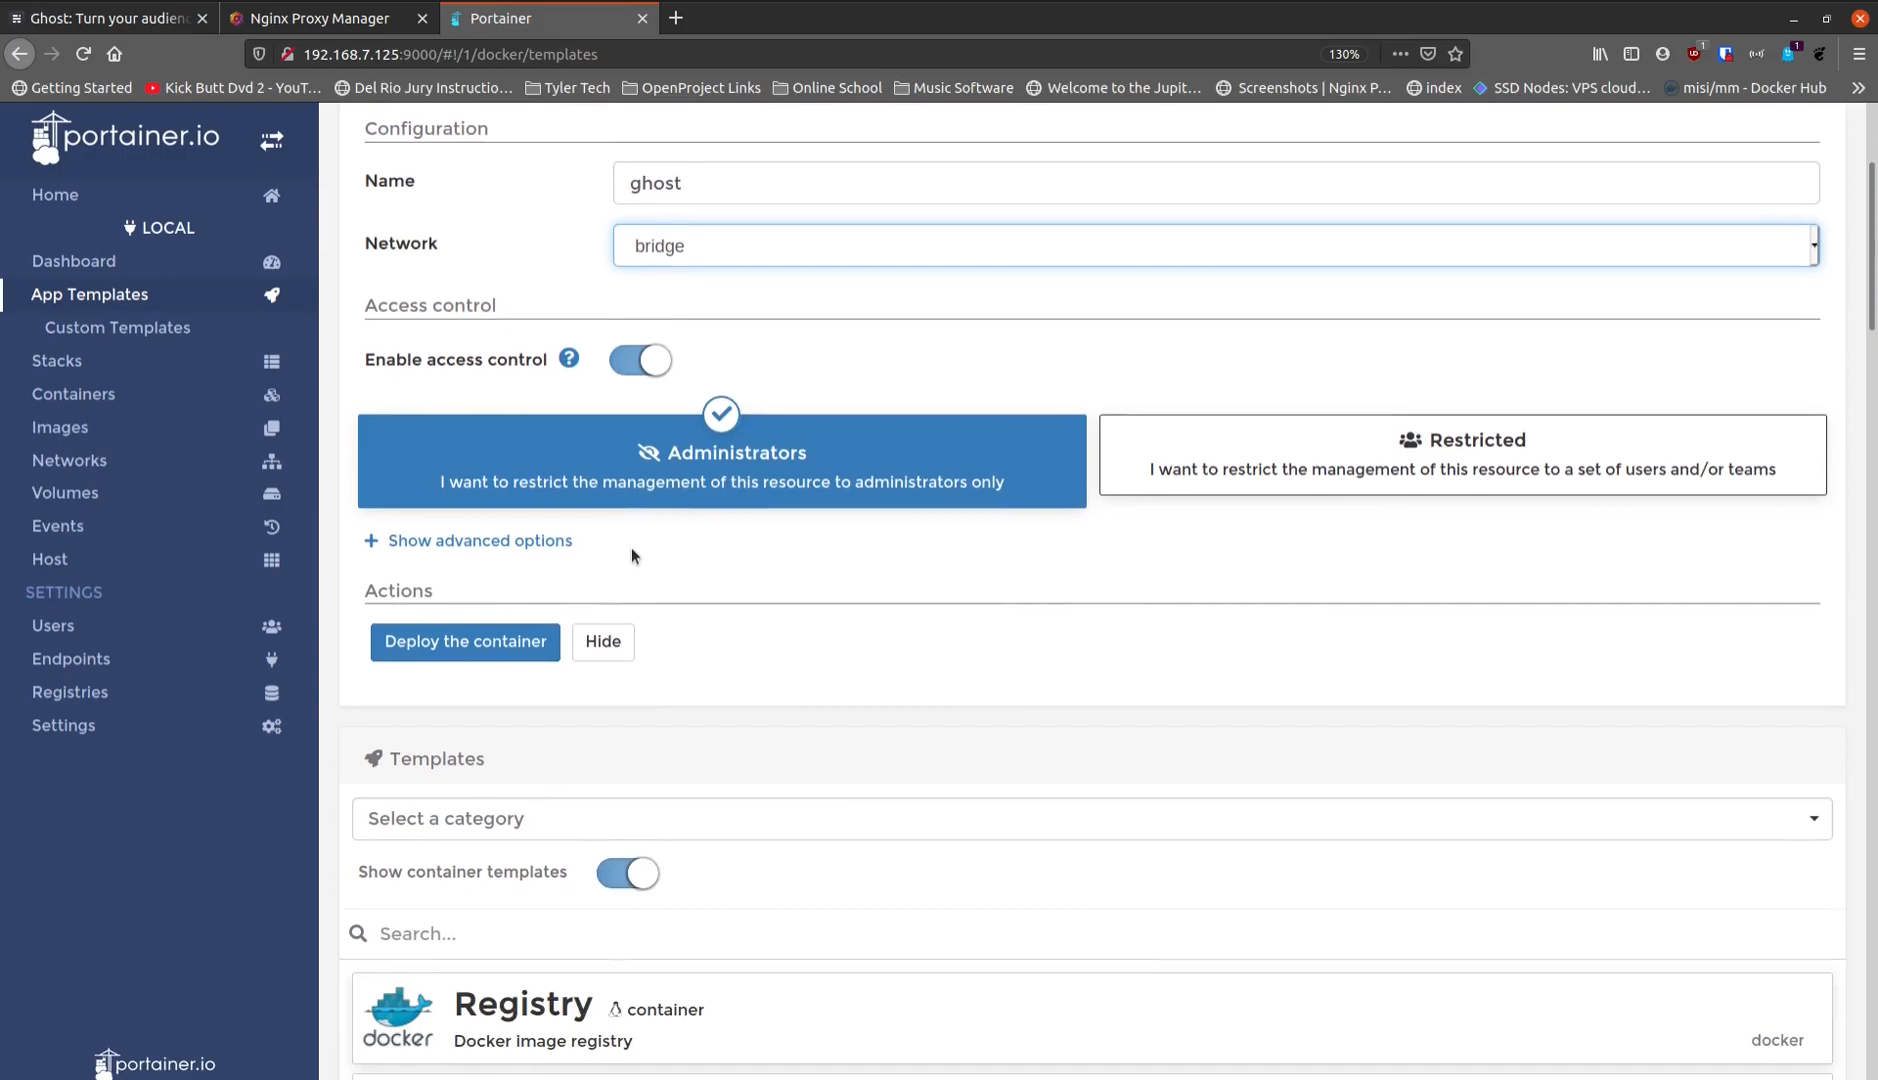 Ghost: Turn your audien
Nginx Proxy Manager
Portainer
192.168.7.125:9000/#!/1/docker/templates
130%
1
1
Getting Started
Kick Butt Dvd 2 - YouT...
Del Rio Jury Instructio...
Tyler Tech
OpenProject Links
Online School
Music Software
Welcome to the Jupit...
Screenshots | Nginx P...
index
SSD Nodes: VPS cloud...
misi/mm - Docker Hub
portainer.io
Home
LOCAL
Dashboard
App Templates
Custom Templates
Stacks
Containers
Images
Networks
Volumes
Events
Host
SETTINGS
Users
Endpoints
Registries
Settings
portainer.io
Configuration
Name
ghost
Network
bridge
Access control
Enable access control
Administrators
I want to restrict the management of this resource to administrators only
Restricted
I want to restrict the management of this resource to a set of users and/or teams
+ Show advanced options
Actions
Deploy the container
Hide
Templates
Select a category
Show container templates
Search...
docker
Registry container
Docker image registry
docker